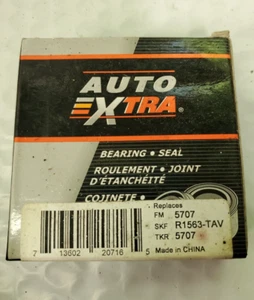 AUTO
EXTRA®
BEARING • SEAL
ROULEMENT • JOINT
D'ÉTANCHÉITÉ
COJINETE •
Replaces
FM 5707
SKF R1563-TAV
TKR 5707
7 13602 20716 5
Made in CHINA